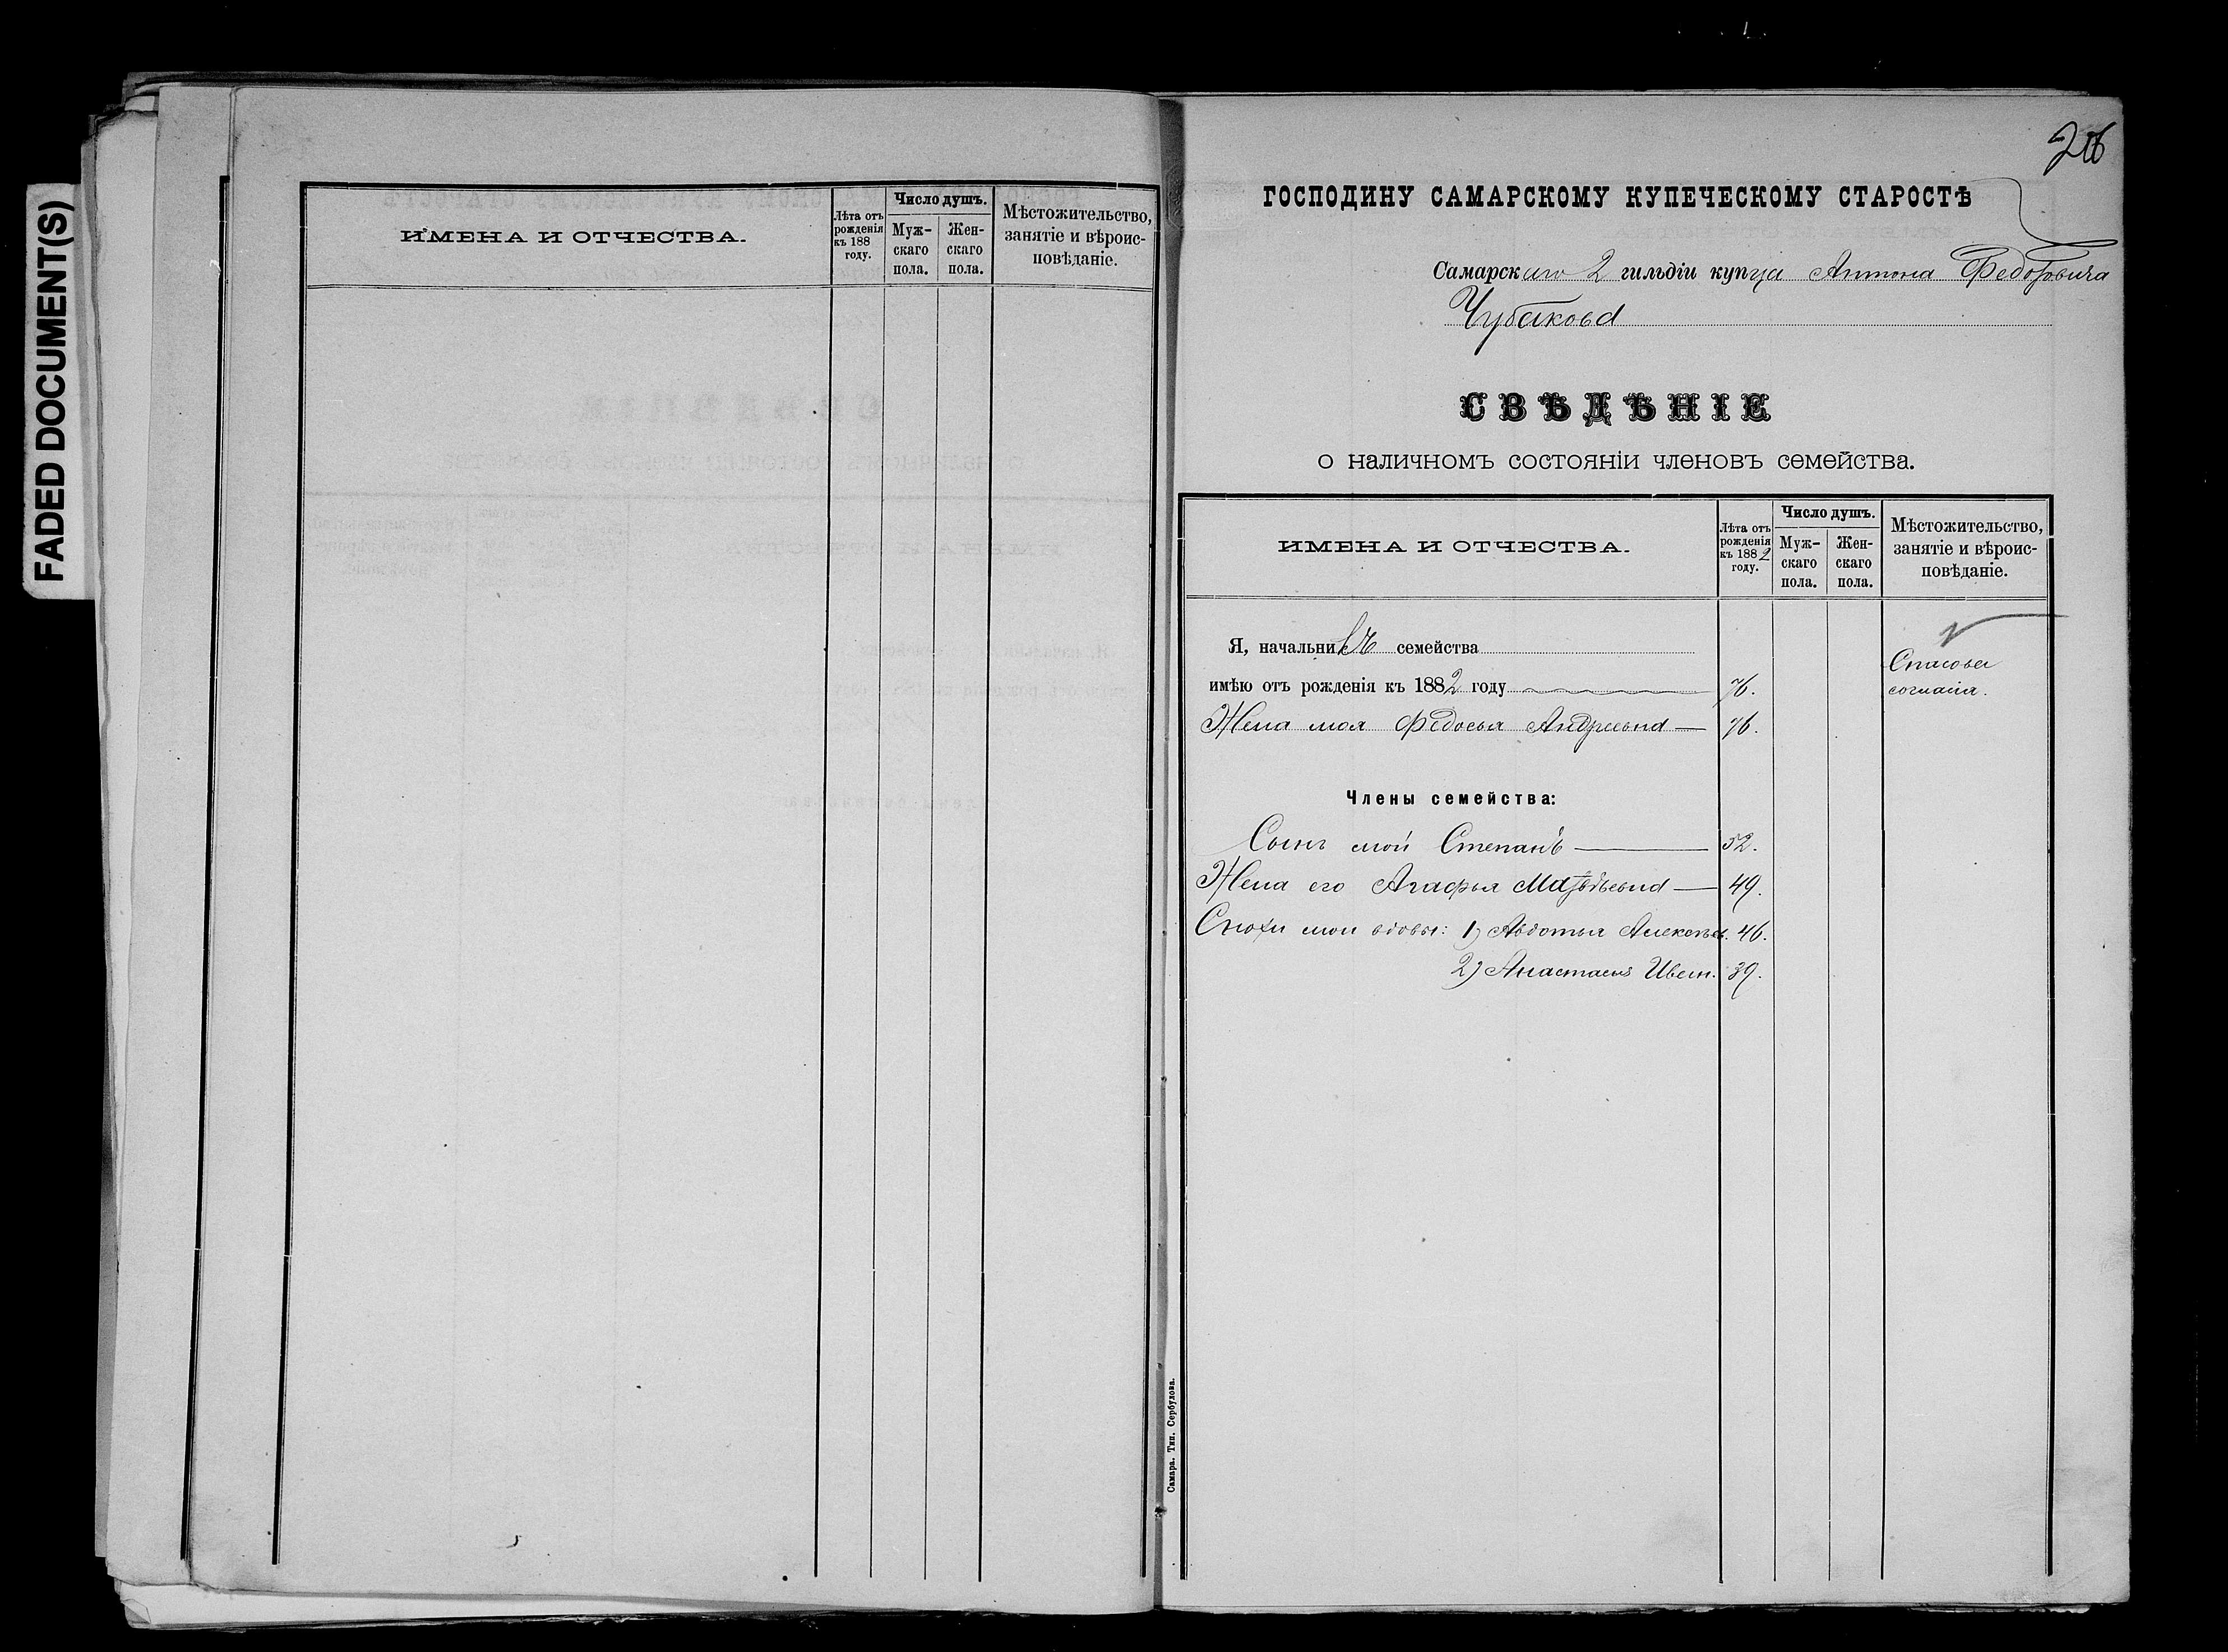 FADED DOCUMENT(S)
ИМЕНА И ОТЧЕСТВА.
Лѣта отъ рожденія къ 188 году.
Число душъ.
Муж-скаго пола.
Жен-скаго пола.
Мѣстожительство, занятіе и вѣроис-повѣданіе.
ГОСПОДИНУ САМАРСКОМУ КУПЕЧЕСКОМУ СТАРОСТѢ
Самарскаго 2 гильдіи купца Антона Федоровича
Чубакова
СВѢДѢНІЕ
о наличномъ состояніи членовъ семейства.
ИМЕНА И ОТЧЕСТВА.
Лѣта отъ рожденія къ 1882 году.
Число душъ.
Муж-скаго пола.
Жен-скаго пола.
Мѣстожительство, занятіе и вѣроис-повѣданіе.
Я, начальникъ семейства
имѣю отъ рожденія къ 1882 году 76.
Спасова
согласія.
Жена моя Федосья Андреевна 76.
Члены семейства:
Сынъ мой Степанъ 52.
Жена его Агафья Матвѣевна 49.
Снохи мои вдовы: 1) Авдотья Алексѣев. 46.
2) Анастасія Иван. 39.
Самара. Тип. Сербулова.